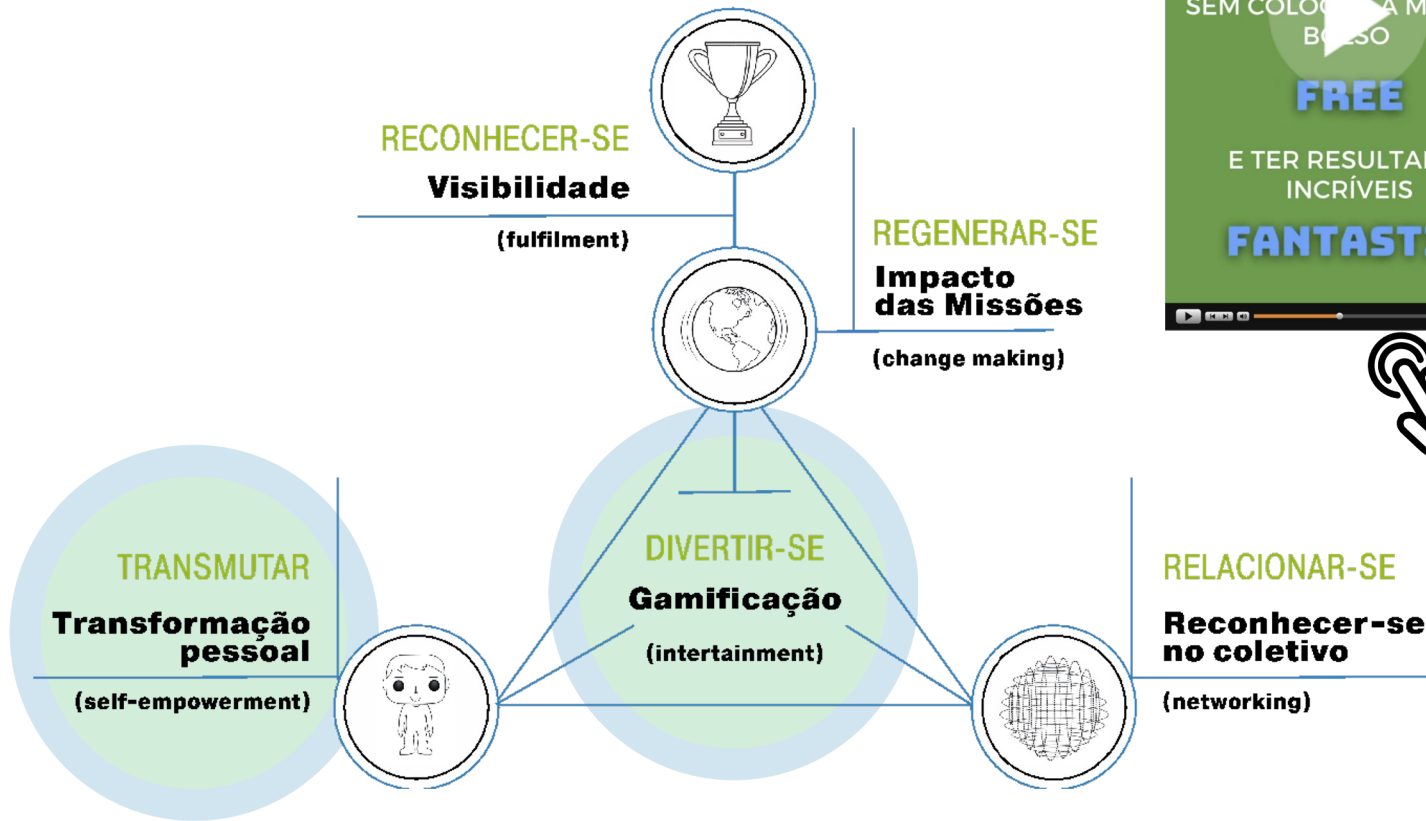 RECONHECER-SE
Visibilidade
(fulfilment)
REGENERAR-SE
Impacto
das Missões
(change making)
TRANSMUTAR
Transformação
pessoal
(self-empowerment)
DIVERTIR-SE
Gamificação
(intertainment)
RELACIONAR-SE
Reconhecer-se
no coletivo
(networking)
SEM
FREE
E TER
INCRÍVEIS